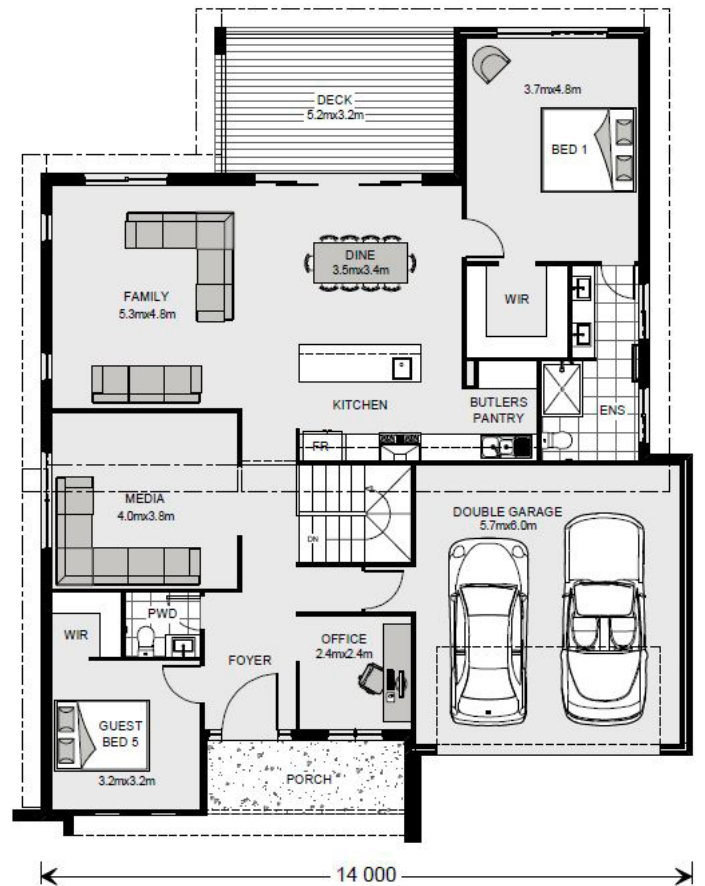 DECK
5.2mx3.2m
3.7mx4.8m
BED 1
DINE
3.5mx3.4m
FAMILY
5.3mx4.8m
WIR
KITCHEN
BUTLERS
PANTRY
ENS
FR
MEDIA
4.0mx3.8m
DN
DOUBLE GARAGE
5.7mx6.0m
PWD
WIR
OFFICE
2.4mx2.4m
FOYER
GUEST
BED 5
3.2mx3.2m
PORCH
14 000